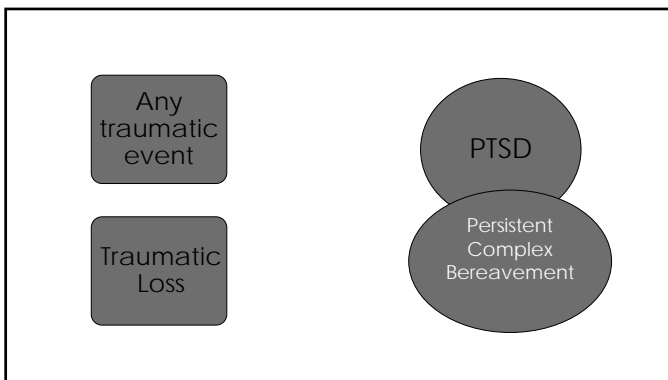 Any
traumatic
event
Traumatic
Loss
PTSD
Persistent
Complex
Bereavement